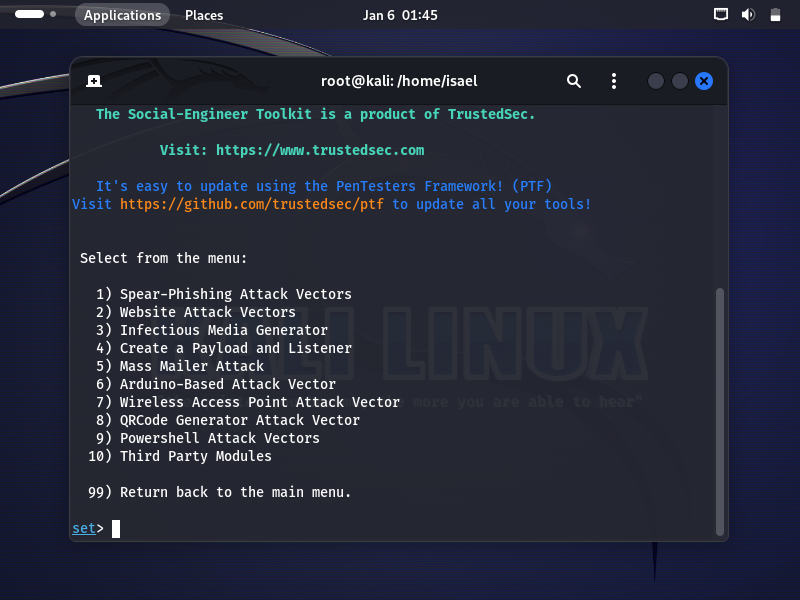 Applications Places Jan 6 01:45
root@kali: /home/isael
The Social-Engineer Toolkit is a product of TrustedSec.
Visit: https://www.trustedsec.com
It's easy to update using the PenTesters Framework! (PTF)
Visit https://github.com/trustedsec/ptf to update all your tools!
Select from the menu:
1) Spear-Phishing Attack Vectors
2) Website Attack Vectors
3) Infectious Media Generator
4) Create a Payload and Listener
5) Mass Mailer Attack
6) Arduino-Based Attack Vector
7) Wireless Access Point Attack Vector
8) QRCode Generator Attack Vector
9) Powershell Attack Vectors
10) Third Party Modules
99) Return back to the main menu.
set>
KALI LINUX
more you are able to hear"